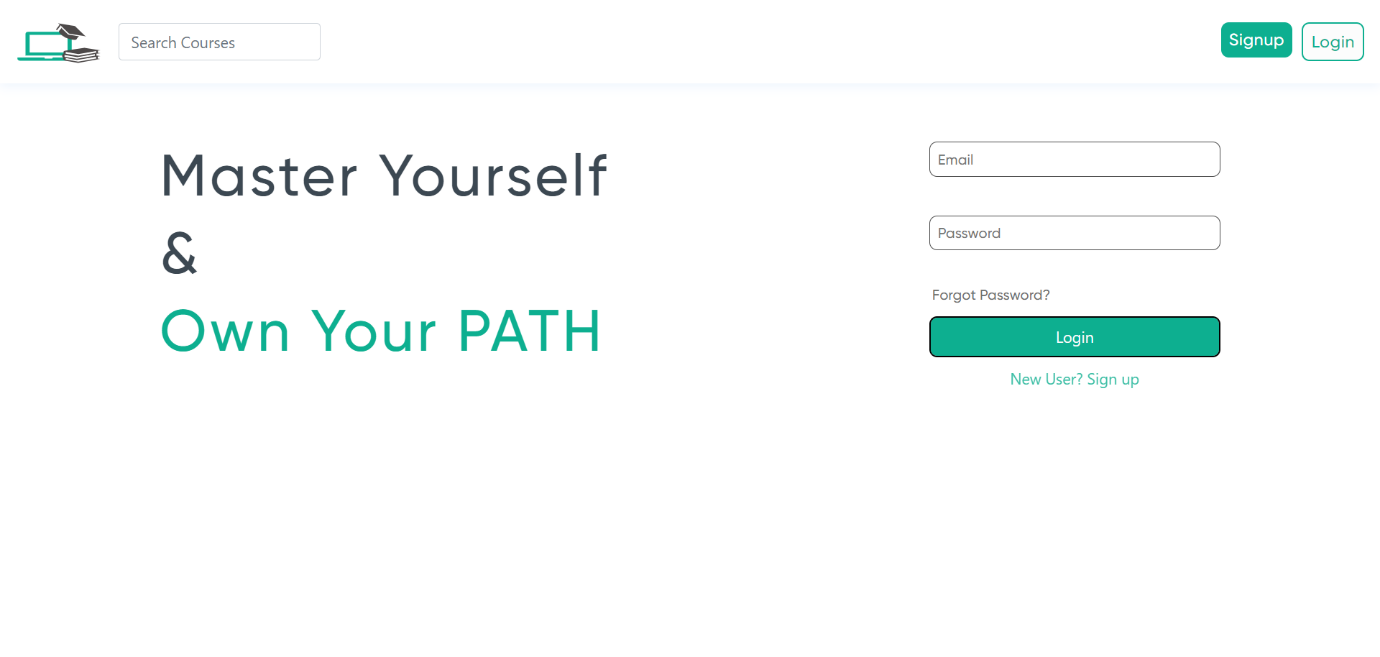 Search Courses
Signup
Login
Master Yourself
&
Own Your PATH
Email
Password
Forgot Password?
Login
New User? Sign up